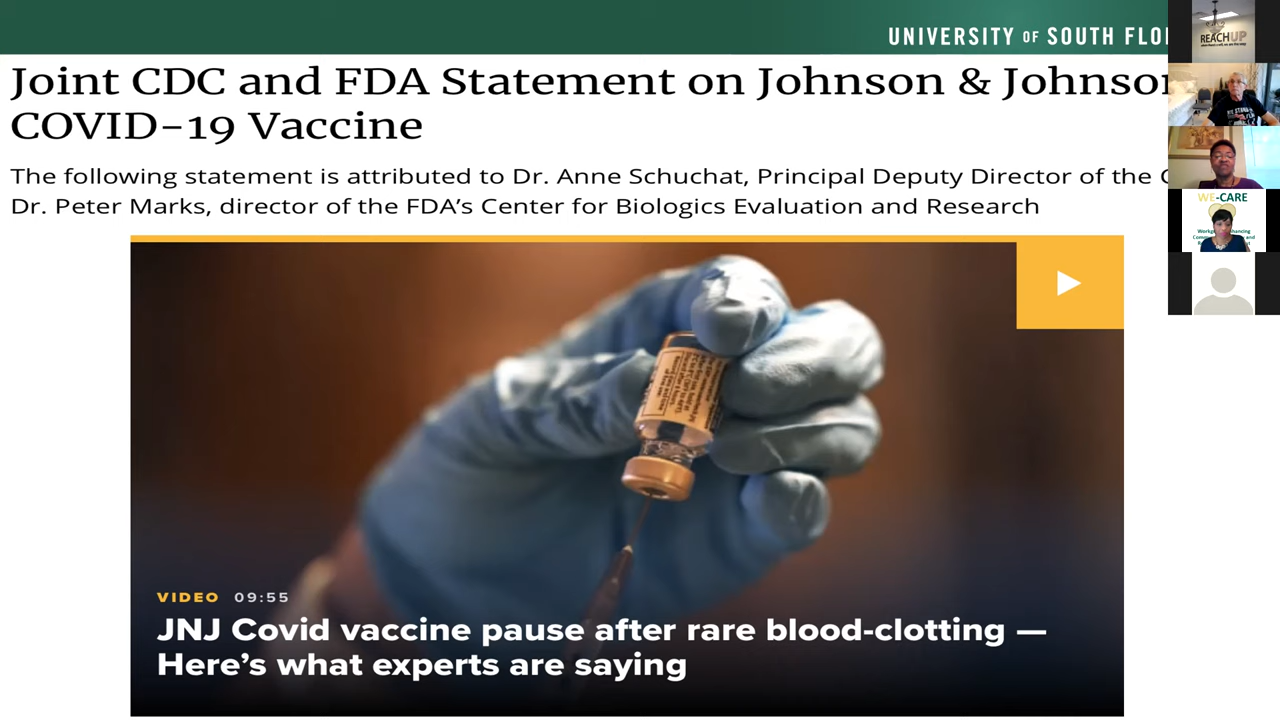 UNIVERSITY OF SOUTH FLO
Joint CDC and FDA Statement on Johnson & Johnson
COVID-19 Vaccine
The following statement is attributed to Dr. Anne Schuchat, Principal Deputy Director of the C
Dr. Peter Marks, director of the FDA's Center for Biologics Evaluation and Research
VIDEO 09:55
JNJ Covid vaccine pause after rare blood-clotting —
Here's what experts are saying
REACHUP
WE-CARE